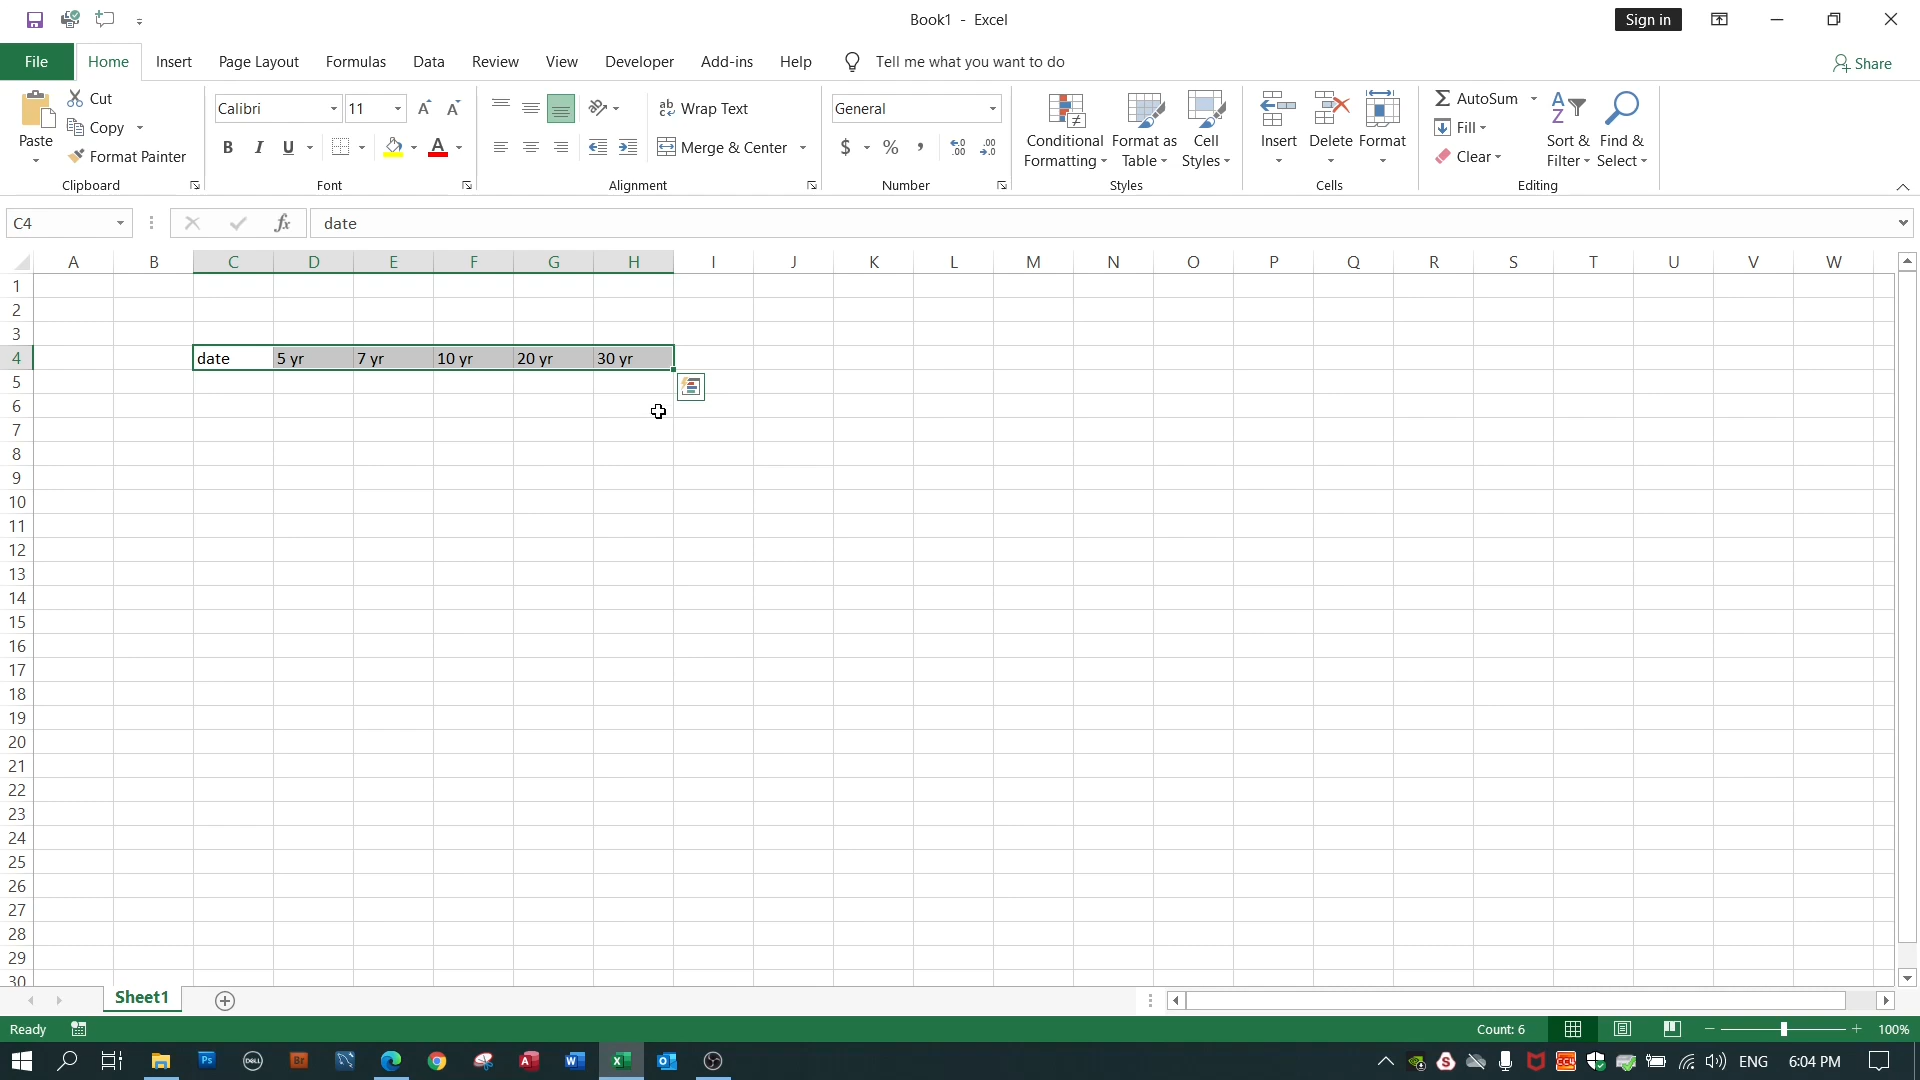 Book1 - Excel
Sign in
File Home Insert Page Layout Formulas Data Review View Developer Add-ins Help Tell me what you want to do Share
Paste
Cut
Copy
Format Painter
Clipboard
Calibri 11
B I U
Font
Wrap Text
Merge & Center
Alignment
General
$ % ,
Number
Conditional Formatting
Format as Table
Cell Styles
Styles
Insert Delete Format
Cells
AutoSum
Fill
Clear
Sort & Filter
Find & Select
Editing
C4 fx date
A B C D E F G H I J K L M N O P Q R S T U V W
1
2
3
4 date 5 yr 7 yr 10 yr 20 yr 30 yr
5
6
7
8
9
10
11
12
13
14
15
16
17
18
19
20
21
22
23
24
25
26
27
28
29
30
Sheet1
Ready Count: 6 100%
ENG 6:04 PM